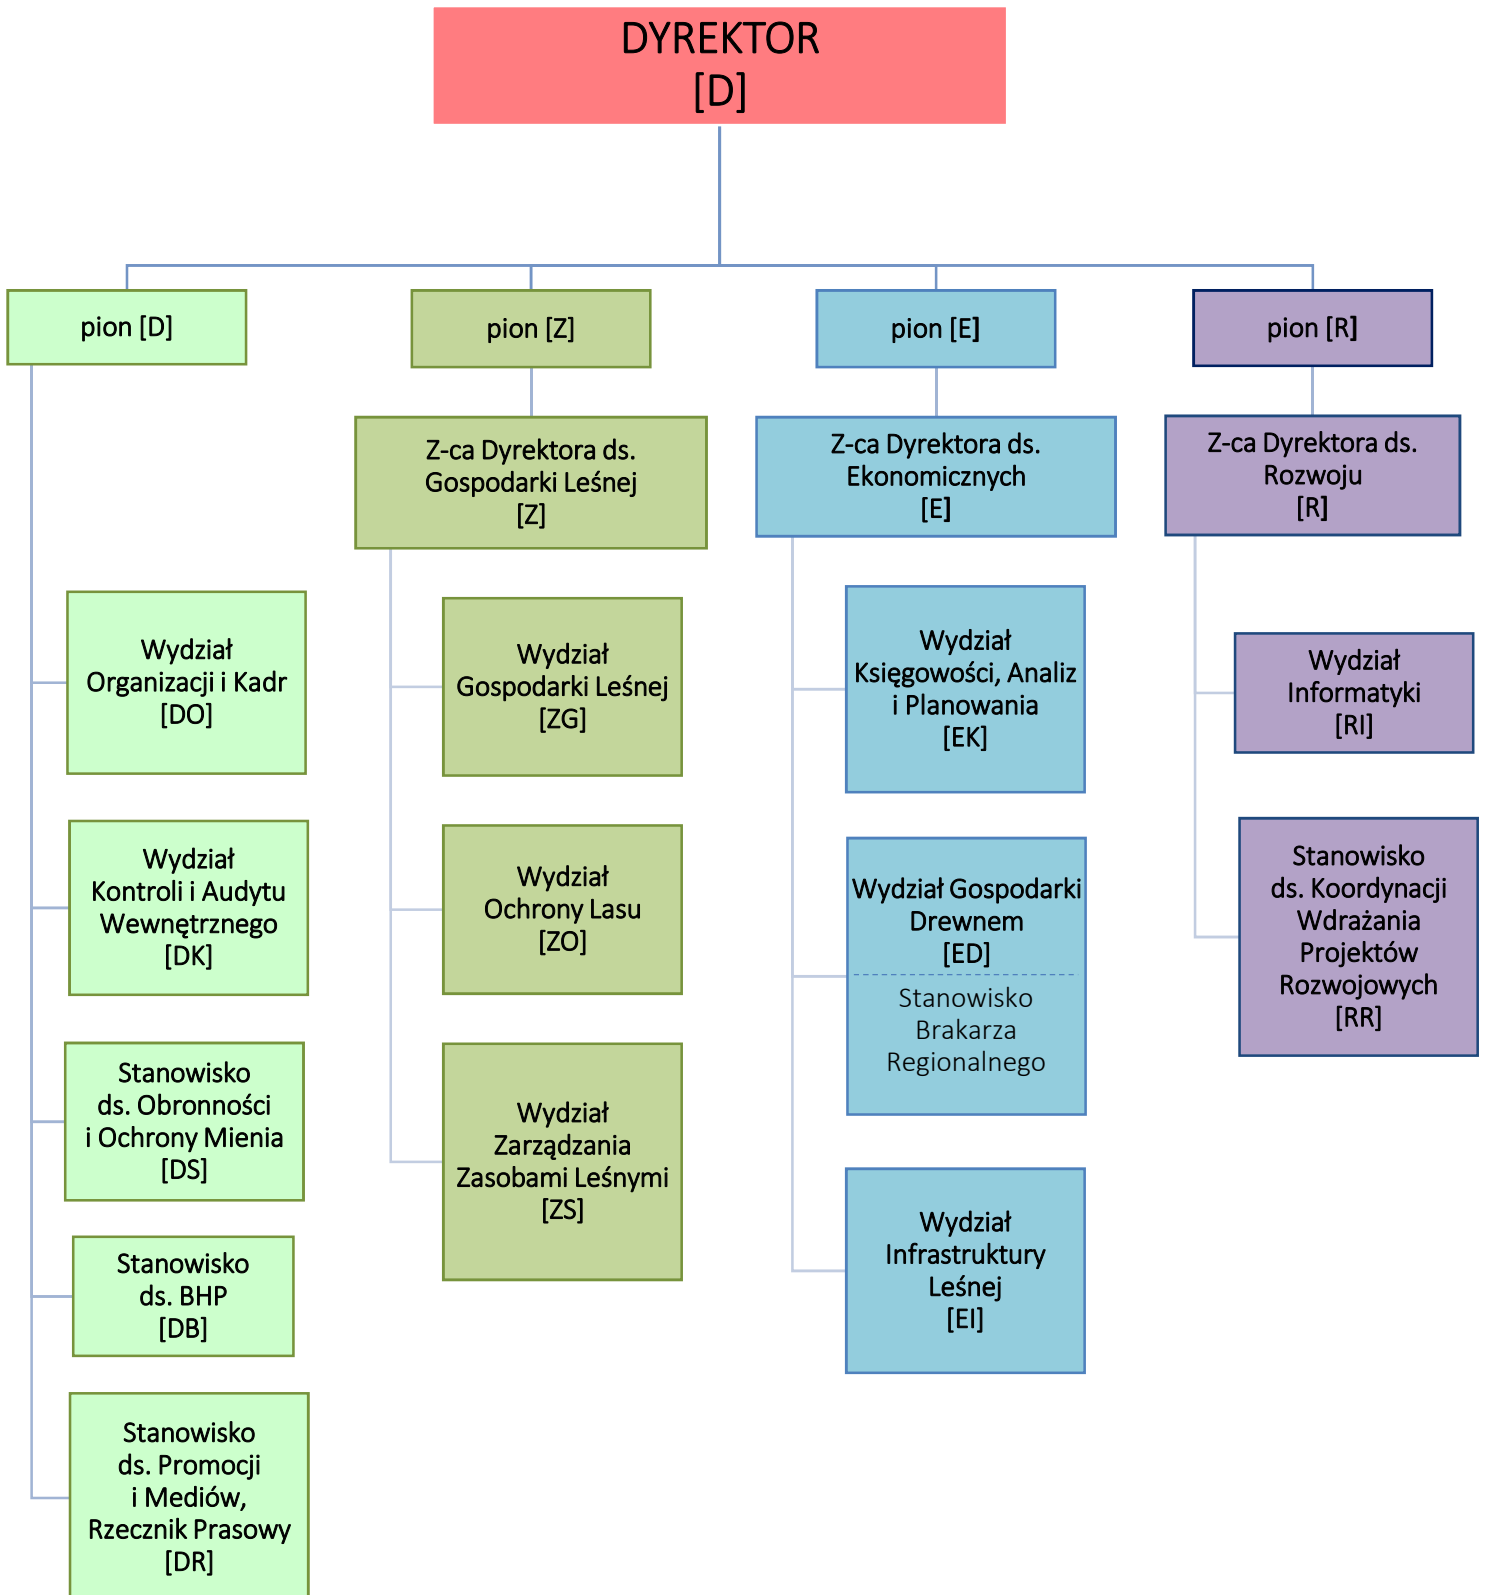 DYREKTOR
[D]
pion [D]
pion [Z]
pion [E]
pion [R]
Z-ca Dyrektora ds.
Gospodarki Leśnej
[Z]
Z-ca Dyrektora ds.
Ekonomicznych
[E]
Z-ca Dyrektora ds.
Rozwoju
[R]
Wydział
Organizacji i Kadr
[DO]
Wydział
Kontroli i Audytu
Wewnętrznego
[DK]
Stanowisko
ds. Obronności
i Ochrony Mienia
[DS]
Stanowisko
ds. BHP
[DB]
Stanowisko
ds. Promocji
i Mediów,
Rzecznik Prasowy
[DR]
Wydział
Gospodarki Leśnej
[ZG]
Wydział
Ochrony Lasu
[ZO]
Wydział
Zarządzania
Zasobami Leśnymi
[ZS]
Wydział
Księgowości, Analiz
i Planowania
[EK]
Wydział Gospodarki
Drewnem
[ED]
Stanowisko
Brakarza
Regionalnego
Wydział
Infrastruktury
Leśnej
[EI]
Wydział
Informatyki
[RI]
Stanowisko
ds. Koordynacji
Wdrażania
Projektów
Rozwojowych
[RR]